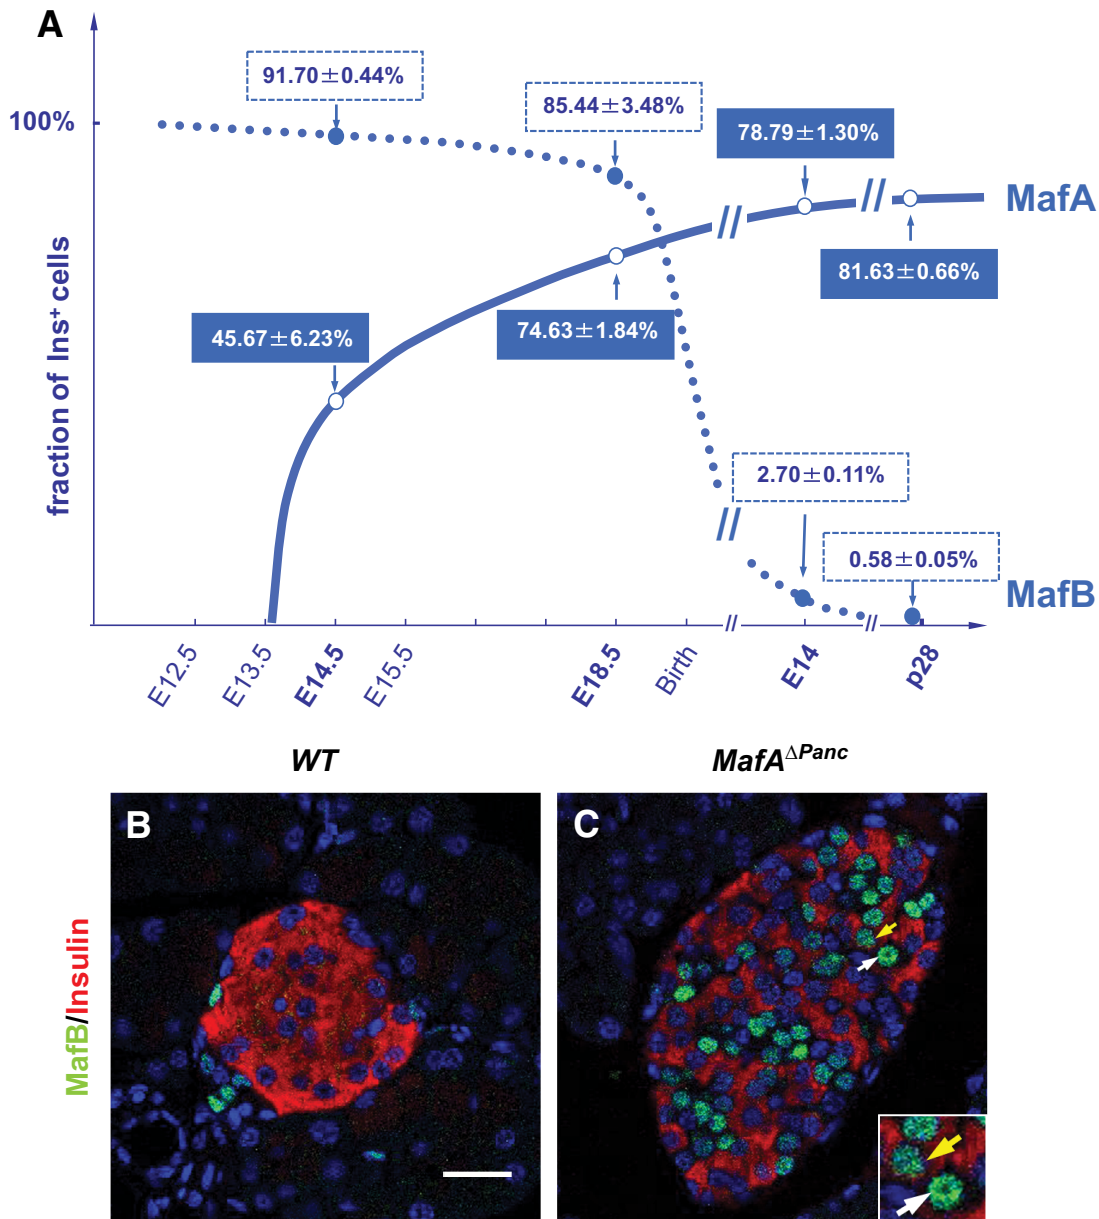 A
91.70±0.44%
85.44±3.48%
100%
78.79±1.30%
MafA
81.63±0.66%
45.67±6.23%
74.63±1.84%
fraction of Ins+ cells
2.70±0.11%
0.58±0.05%
MafB
E12.5
E13.5
E14.5
E15.5
E18.5
Birth
E14
p28
WT
MafAΔPanc
B
C
MafB/Insulin